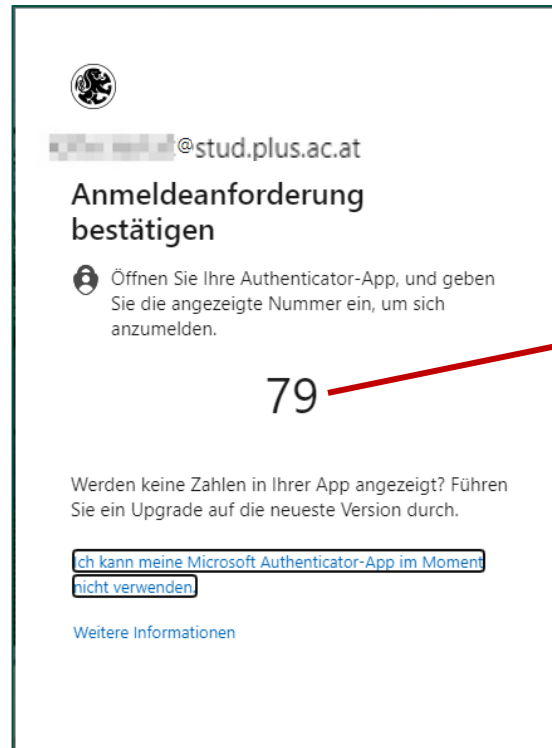 @stud.plus.ac.at
Anmeldeanforderung
bestätigen
Öffnen Sie Ihre Authenticator-App, und geben
Sie die angezeigte Nummer ein, um sich
anzumelden.
79
Werden keine Zahlen in Ihrer App angezeigt? Führen
Sie ein Upgrade auf die neueste Version durch.
Ich kann meine Microsoft Authenticator-App im Moment
nicht verwenden.
Weitere Informationen